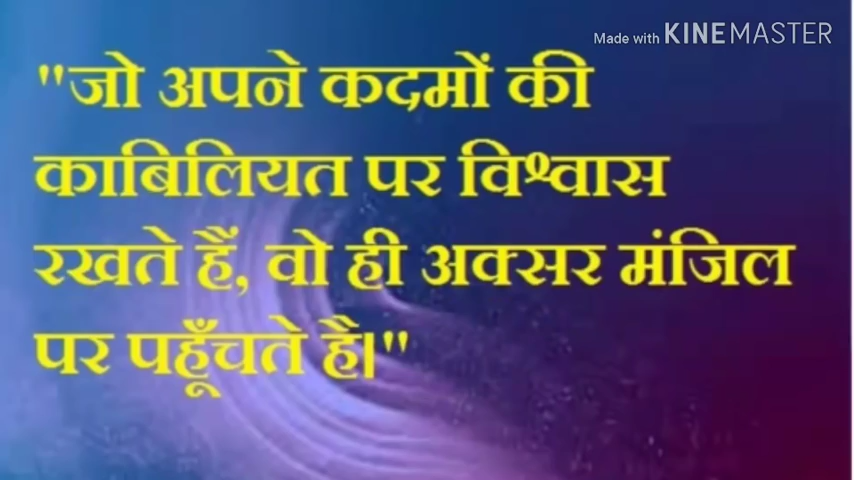 Made with KINEMASTER
"जो अपने कदमों की
काबिलियत पर विश्वास
रखते हैं, वो ही अक्सर मंजिल
पर पहूँचते है।"